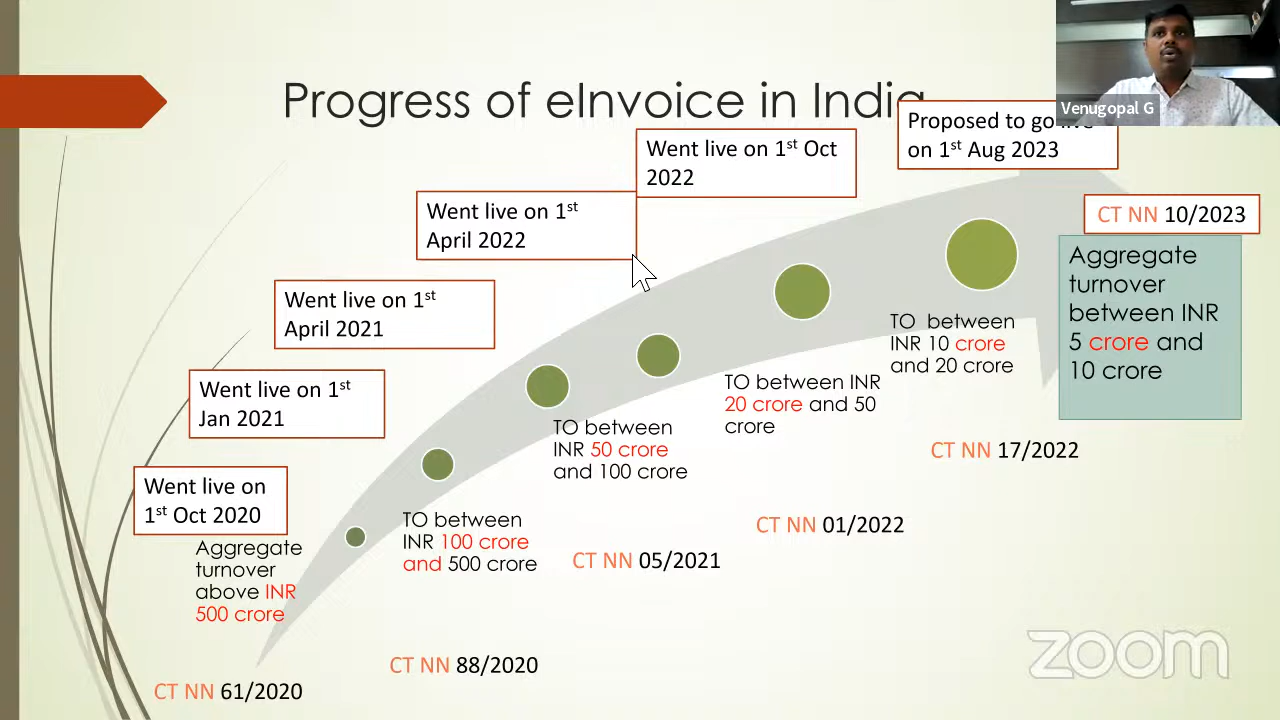 Progress of eInvoice in India
Venugopal G
Proposed to go live
on 1st Aug 2023
Went live on 1st Oct
2022
Went live on 1st
April 2022
CT NN 10/2023
Aggregate
turnover
between INR
5 crore and
10 crore
Went live on 1st
April 2021
TO between
INR 10 crore
and 20 crore
Went live on 1st
Jan 2021
TO between INR
20 crore and 50
crore
TO between
INR 50 crore
and 100 crore
CT NN 17/2022
Went live on
1st Oct 2020
TO between
INR 100 crore
and 500 crore
CT NN 01/2022
CT NN 05/2021
Aggregate
turnover
above INR
500 crore
CT NN 88/2020
CT NN 61/2020
zoom